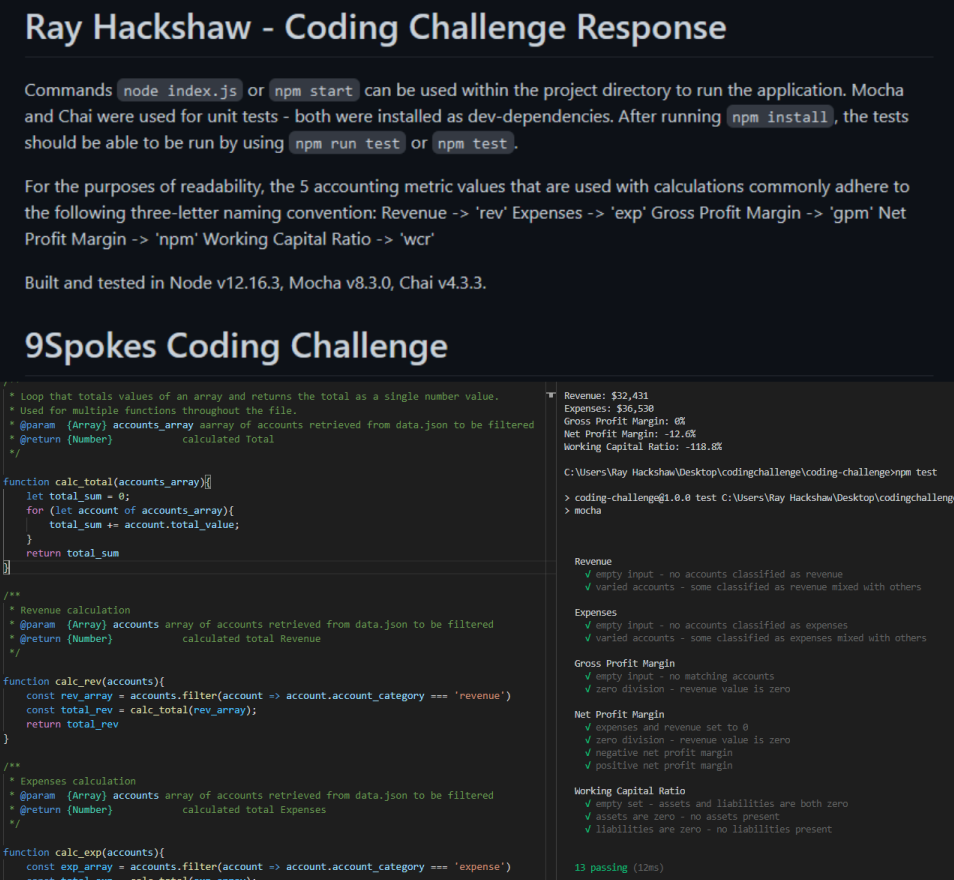 Ray Hackshaw - Coding Challenge Response
Commands node index.js or npm start can be used within the project directory to run the application. Mocha
and Chai were used for unit tests - both were installed as dev-dependencies. After running npm install, the tests
should be able to be run by using npm run test or npm test.
For the purposes of readability, the 5 accounting metric values that are used with calculations commonly adhere to
the following three-letter naming convention: Revenue -> 'rev' Expenses -> 'exp' Gross Profit Margin -> 'gpm' Net
Profit Margin -> 'npm' Working Capital Ratio -> 'wcr'
Built and tested in Node v12.16.3, Mocha v8.3.0, Chai v4.3.3.
9Spokes Coding Challenge
/**
* Loop that totals values of an array and returns the total as a single number value.
* Used for multiple functions throughout the file.
* @param {Array} accounts_array aarray of accounts retrieved from data.json to be filtered
* @return {Number} calculated Total
*/
function calc_total(accounts_array){
let total_sum = 0;
for (let account of accounts_array){
total_sum += account.total_value;
}
return total_sum
}
/**
* Revenue calculation
* @param {Array} accounts array of accounts retrieved from data.json to be filtered
* @return {Number} calculated total Revenue
*/
function calc_rev(accounts){
const rev_array = accounts.filter(account => account.account_category === 'revenue')
const total_rev = calc_total(rev_array);
return total_rev
}
/**
* Expenses calculation
* @param {Array} accounts array of accounts retrieved from data.json to be filtered
* @return {Number} calculated total Expenses
*/
function calc_exp(accounts){
const exp_array = accounts.filter(account => account.account_category === 'expense')
Revenue: $32,431
Expenses: $36,530
Gross Profit Margin: 0%
Net Profit Margin: -12.6%
Working Capital Ratio: -118.8%
C:\Users\Ray Hackshaw\Desktop\codingchallenge\coding-challenge>npm test
> coding-challenge@1.0.0 test C:\Users\Ray Hackshaw\Desktop\codingchallenge
> mocha
Revenue
√ empty input - no accounts classified as revenue
√ varied accounts - some classified as revenue mixed with others
Expenses
√ empty input - no accounts classified as expenses
√ varied accounts - some classified as expenses mixed with others
Gross Profit Margin
√ empty input - no matching accounts
√ zero division - revenue value is zero
Net Profit Margin
√ expenses and revenue set to 0
√ zero division - revenue value is zero
√ negative net profit margin
√ positive net profit margin
Working Capital Ratio
√ empty set - assets and liabilities are both zero
√ assets are zero - no assets present
√ liabilities are zero - no liabilities present
13 passing (12ms)